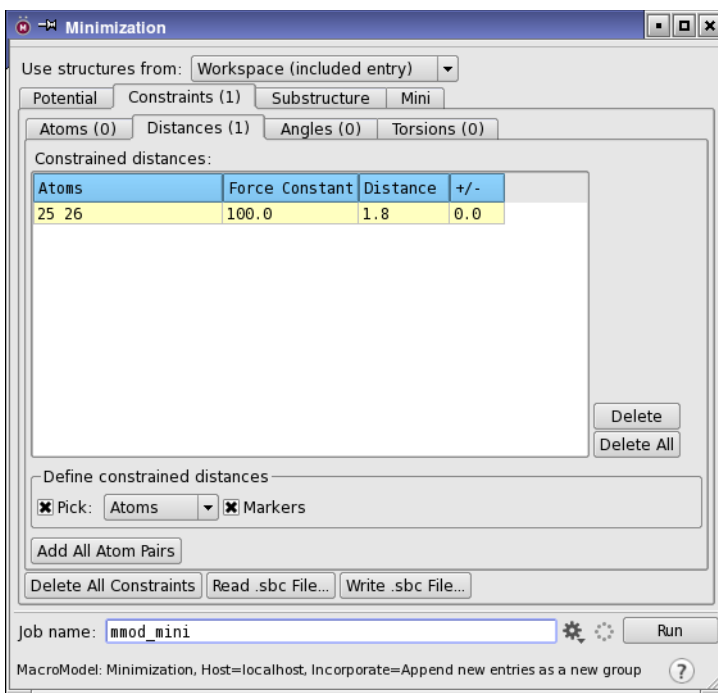 Minimization
Use structures from: Workspace (included entry)
Potential Constraints (1) Substructure Mini
Atoms (0) Distances (1) Angles (0) Torsions (0)
Constrained distances:
Atoms Force Constant Distance +/-
25 26 100.0 1.8 0.0
Delete
Delete All
Define constrained distances
Pick: Atoms Markers
Add All Atom Pairs
Delete All Constraints Read .sbc File... Write .sbc File...
Job name: mmod_mini Run
MacroModel: Minimization, Host=localhost, Incorporate=Append new entries as a new group ?